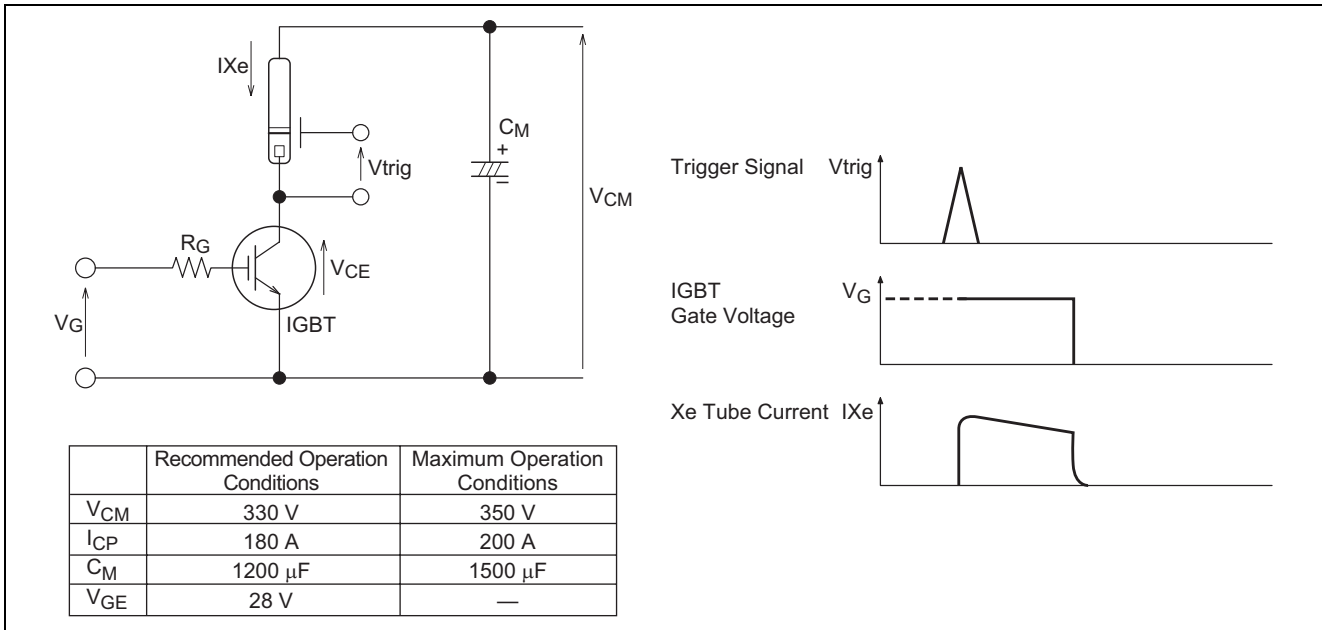 IXe
Vtrig
CM
+
–
VCM
RG
VCE
IGBT
VG
Trigger Signal Vtrig
IGBT
Gate Voltage
VG
Xe Tube Current IXe
Recommended Operation Conditions
Maximum Operation Conditions
VCM 330 V 350 V
ICP 180 A 200 A
CM 1200 μF 1500 μF
VGE 28 V —